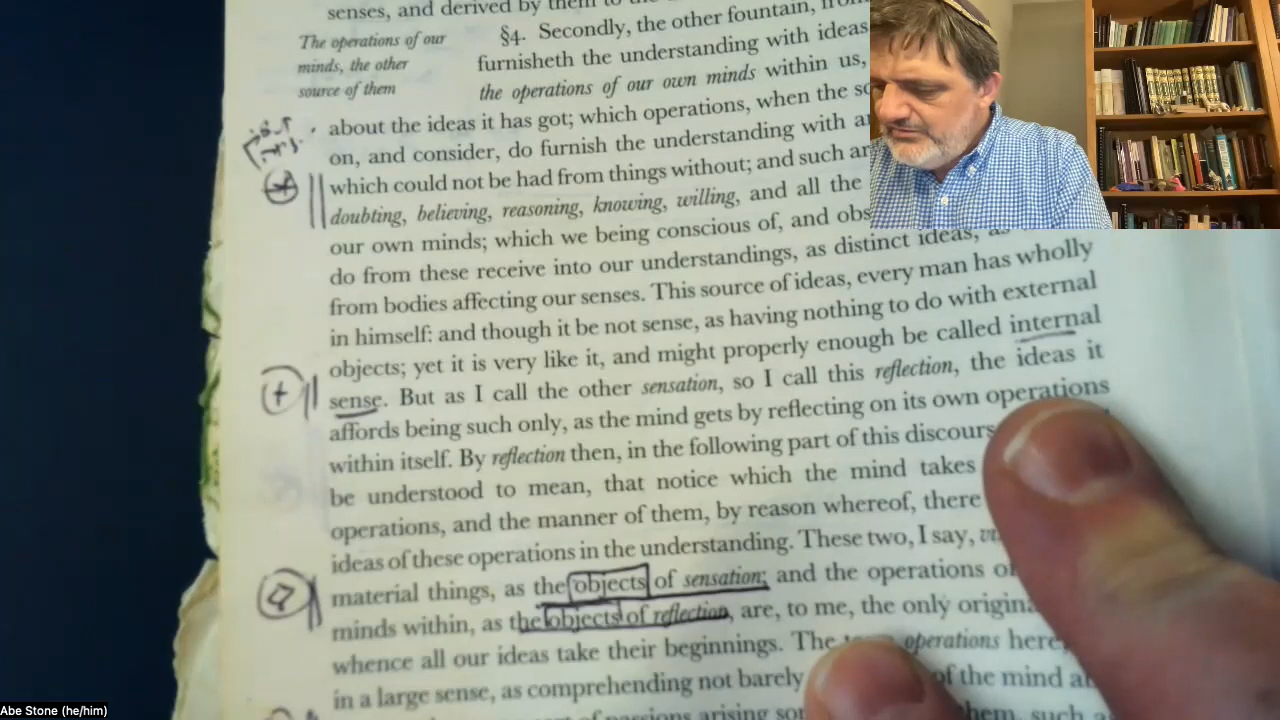 senses, and derived by them to
The operations of our
minds, the other
source of them
§4. Secondly, the other fountain,
furnisheth the understanding with ideas
the operations of our own minds within us,
about the ideas it has got; which operations, when the
on, and consider, do furnish the understanding with
which could not be had from things without; and such
doubting, believing, reasoning, knowing, willing, and all the
our own minds; which we being conscious of, and
do from these receive into our understandings, as distinct ideas,
from bodies affecting our senses. This source of ideas, every man has wholly
in himself: and though it be not sense, as having nothing to do with external
objects; yet it is very like it, and might properly enough be called internal
sense. But as I call the other sensation, so I call this reflection, the ideas it
affords being such only, as the mind gets by reflecting on its own operations
within itself. By reflection then, in the following part of this
be understood to mean, that notice which the mind takes
operations, and the manner of them, by reason whereof, there
ideas of these operations in the understanding. These two, I say,
material things, as the objects of sensation; and the operations
minds within, as the objects of reflection, are, to me, the only
whence all our ideas take their beginnings. The operations here
in a large sense, as comprehending not barely of the mind
of passions arising
such
Abe Stone (he/him)